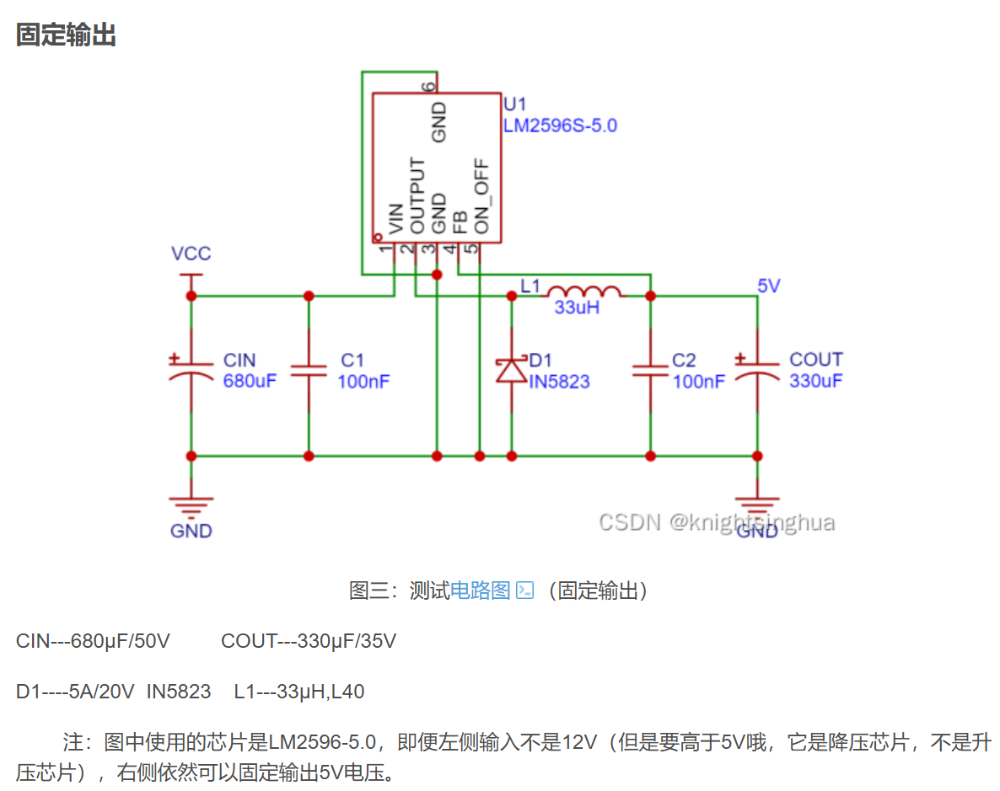 固定输出
6
GND
U1
LM2596S-5.0
VIN
OUTPUT
GND
FB
ON_OFF
1
2
3
4
5
VCC
L1
33uH
5V
+
CIN
680uF
C1
100nF
D1
IN5823
C2
100nF
+
COUT
330uF
GND
CSDN @knightsinghua
GND
图三：测试电路图 （固定输出）
CIN---680μF/50V COUT---330μF/35V
D1----5A/20V IN5823 L1---33μH,L40
注：图中使用的芯片是LM2596-5.0，即便左侧输入不是12V（但是要高于5V哦，它是降压芯片，不是升
压芯片），右侧依然可以固定输出5V电压。